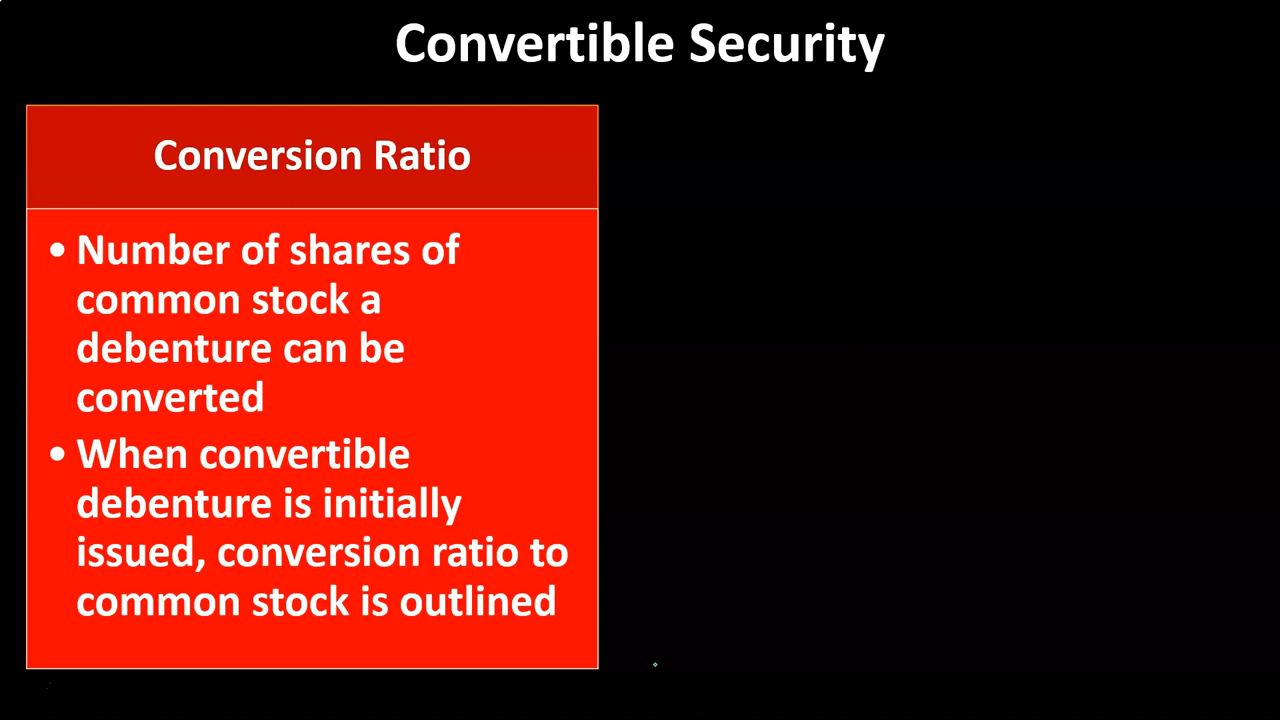 Convertible Security
Conversion Ratio
• Number of shares of
common stock a
debenture can be
converted
• When convertible
debenture is initially
issued, conversion ratio to
common stock is outlined